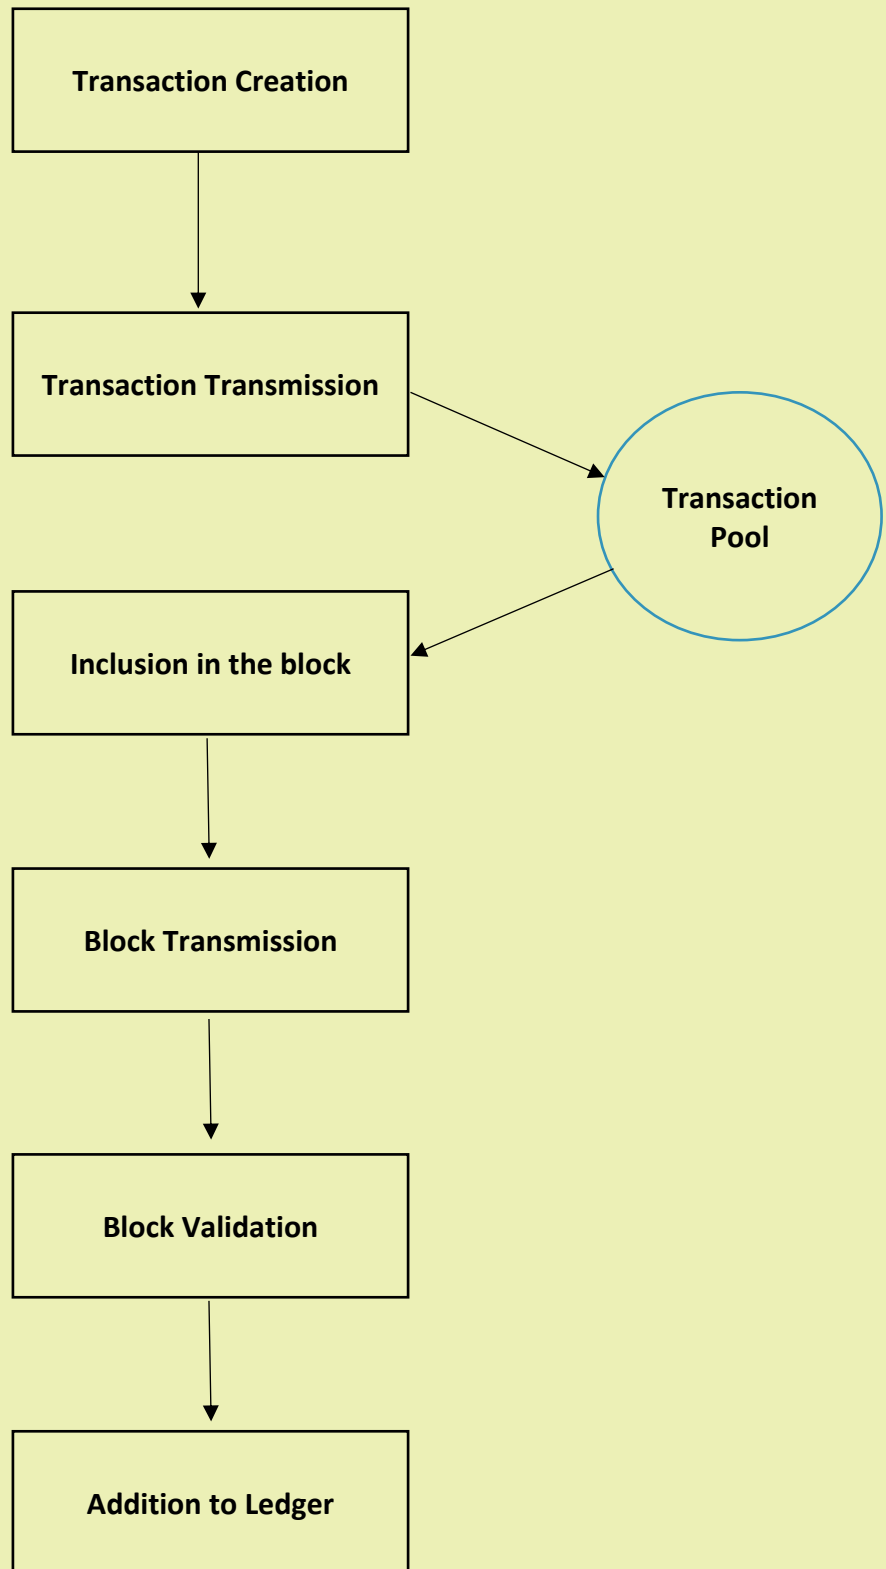 Transaction Creation
Transaction Transmission
Transaction
Pool
Inclusion in the block
Block Transmission
Block Validation
Addition to Ledger